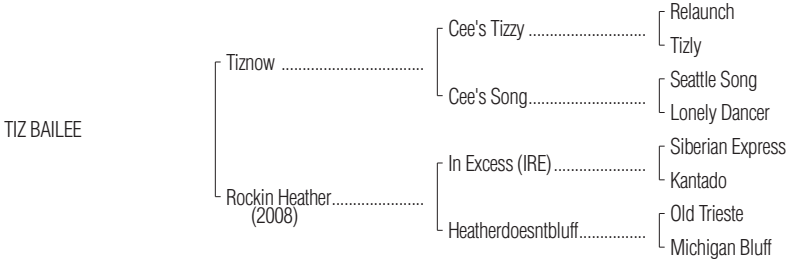 Relaunch
Cee's Tizzy ..............................
Tizly
Tiznow ....................................
Seattle Song
Cee's Song..............................
Lonely Dancer
TIZ BAILEE
Siberian Express
In Excess (IRE)........................
Kantado
Rockin Heather........................
(2008)
Old Trieste
Heatherdoesntbluff.................
Michigan Bluff